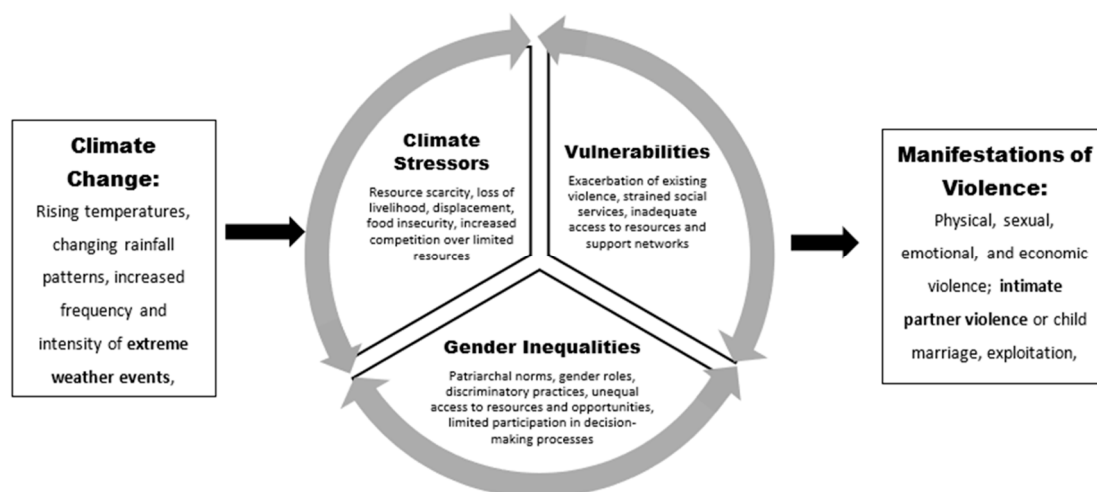 Climate
Change:
Rising temperatures,
changing rainfall
patterns, increased
frequency and
intensity of extreme
weather events,
Climate
Stressors
Resource scarcity, loss of
livelihood, displacement,
food insecurity, increased
competition over limited
resources
Vulnerabilities
Exacerbation of existing
violence, strained social
services, inadequate
access to resources and
support networks
Gender Inequalities
Patriarchal norms, gender roles,
discriminatory practices, unequal
access to resources and opportunities,
limited participation in decision-
making processes
Manifestations of
Violence:
Physical, sexual,
emotional, and economic
violence; intimate
partner violence or child
marriage, exploitation,